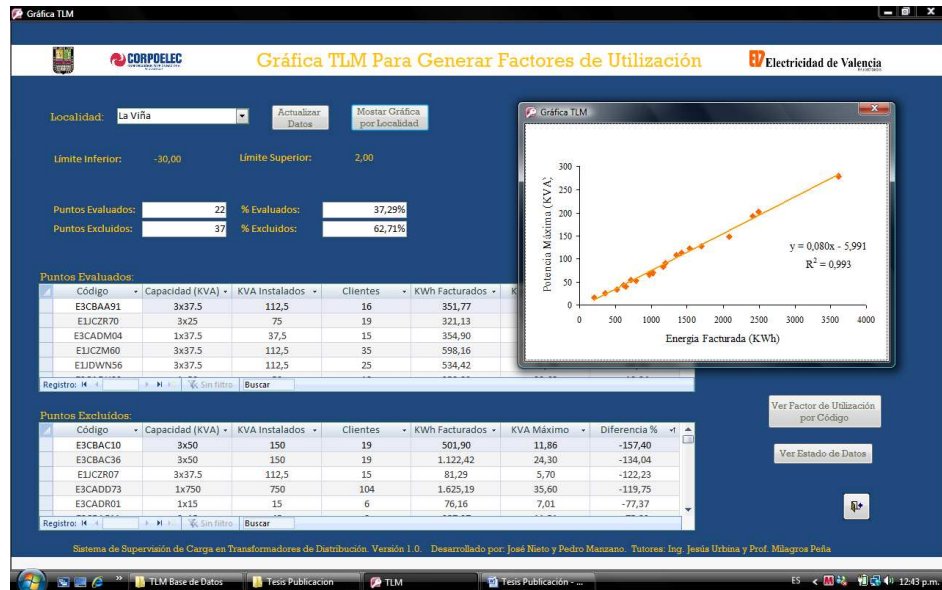 Gráfica TLM
CORPOELEC
Gráfica TLM Para Generar Factores de Utilización
EV Electricidad de Valencia
Localidad: La Viña
Actualizar Datos
Mostar Gráfica por Localidad
Límite Inferior: -30,00 Límite Superior: 2,00
Puntos Evaluados: 22 % Evaluados: 37,29%
Puntos Excluidos: 37 % Excluidos: 62,71%
Gráfica TLM
Potencia Máxima (KVA)
300
250
200
150
100
50
0
y = 0,080x - 5,991
R² = 0,993
0 500 1000 1500 2000 2500 3000 3500 4000
Energia Facturada (KWh)
Puntos Evaluados:
Código Capacidad (KVA) KVA Instalados Clientes KWh Facturados K
E3CBAA91 3x37.5 112,5 16 351,77
E1JCZR70 3x25 75 19 321,13
E3CADM04 1x37.5 37,5 15 354,90
E1JCZM60 3x37.5 112,5 35 598,16
E1JDWN56 3x37.5 112,5 25 534,42
Registro: Sin filtro Buscar
Puntos Excluídos:
Código Capacidad (KVA) KVA Instalados Clientes KWh Facturados KVA Máximo Diferencia %
E3CBAC10 3x50 150 19 501,90 11,86 -157,40
E3CBAC36 3x50 150 19 1.122,42 24,30 -134,04
E1JCZR07 3x37.5 112,5 15 81,29 5,70 -122,23
E3CADD73 1x750 750 104 1.625,19 35,60 -119,75
E3CADR01 1x15 15 6 76,16 7,01 -77,37
Registro: Sin filtro Buscar
Ver Factor de Utilización por Código
Ver Estado de Datos
Sistema de Supervisión de Carga en Transformadores de Distribución. Versión 1.0. Desarrollado por: José Nieto y Pedro Manzano. Tutores: Ing. Jesús Urbina y Prof. Milagros Peña
TLM Base de Datos
Tesis Publicacion
TLM
Tesis Publicación - ...
ES
12:43 p.m.